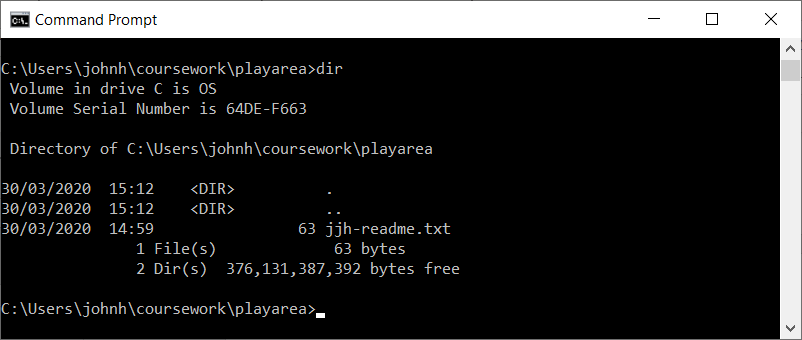 Command Prompt
C:\Users\johnh\coursework\playarea>dir
 Volume in drive C is OS
 Volume Serial Number is 64DE-F663
 Directory of C:\Users\johnh\coursework\playarea
30/03/2020  15:12    <DIR>          .
30/03/2020  15:12    <DIR>          ..
30/03/2020  14:59                63 jjh-readme.txt
               1 File(s)             63 bytes
               2 Dir(s)  376,131,387,392 bytes free
C:\Users\johnh\coursework\playarea>